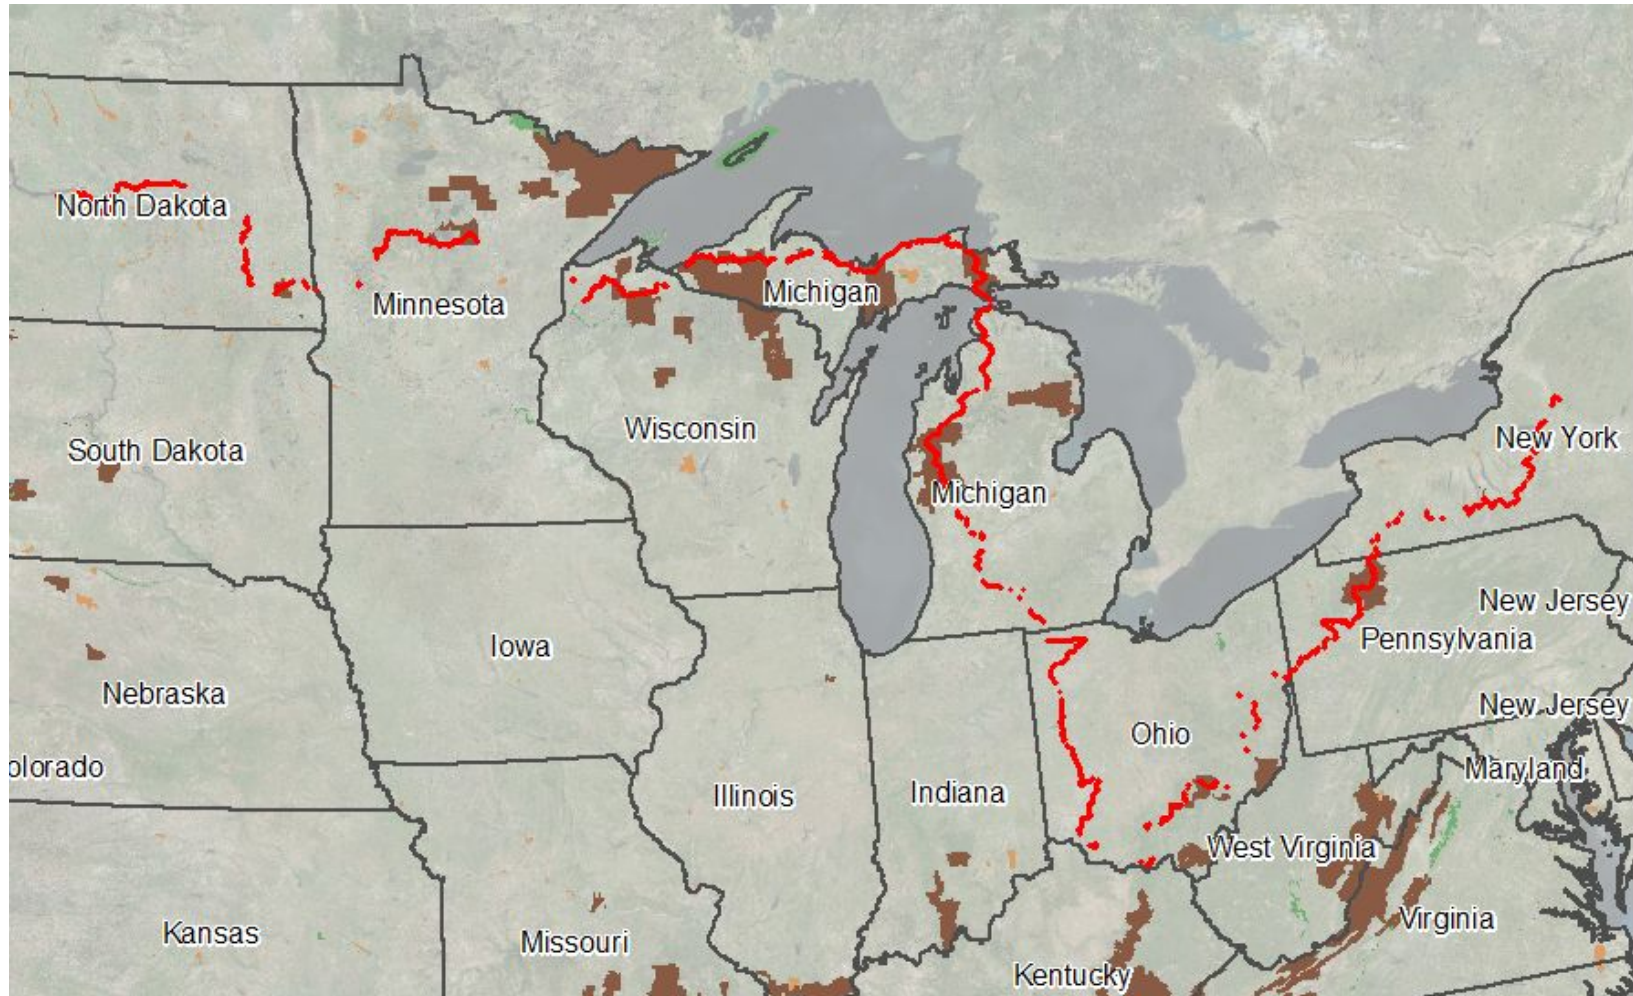 North Dakota
Minnesota
Michigan
Wisconsin
New York
South Dakota
Michigan
New Jersey
Pennsylvania
Iowa
Nebraska
New Jersey
Ohio
olorado
Maryland
Illinois
Indiana
West Virginia
Virginia
Kansas
Missouri
Kentucky